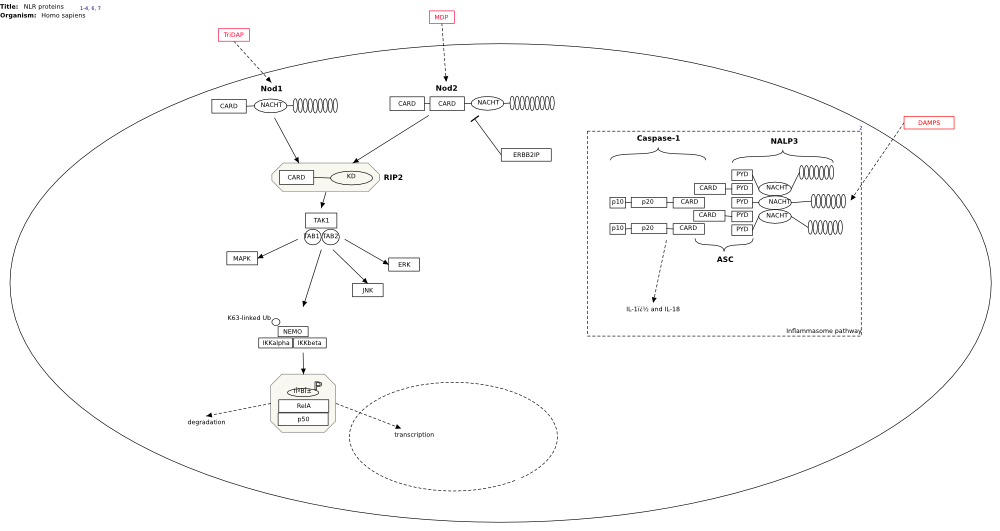 Title: NLR proteins 1-4, 6, 7
Organism: Homo sapiens
MDP
TriDAP
Nod1
Nod2
CARD NACHT
CARD CARD NACHT
DAMPS
2
Caspase-1
NALP3
ERBB2IP
CARD KD
RIP2
PYD
CARD PYD NACHT
p10 p20 CARD PYD NACHT
CARD PYD NACHT
p10 p20 CARD PYD
ASC
TAK1
TAB1 TAB2
MAPK
ERK
JNK
IL-1ï¿½ and IL-18
K63-linked Ub
NEMO
IKKalpha IKKbeta
Inflammasome pathway
P
RelA
p50
degradation
transcription